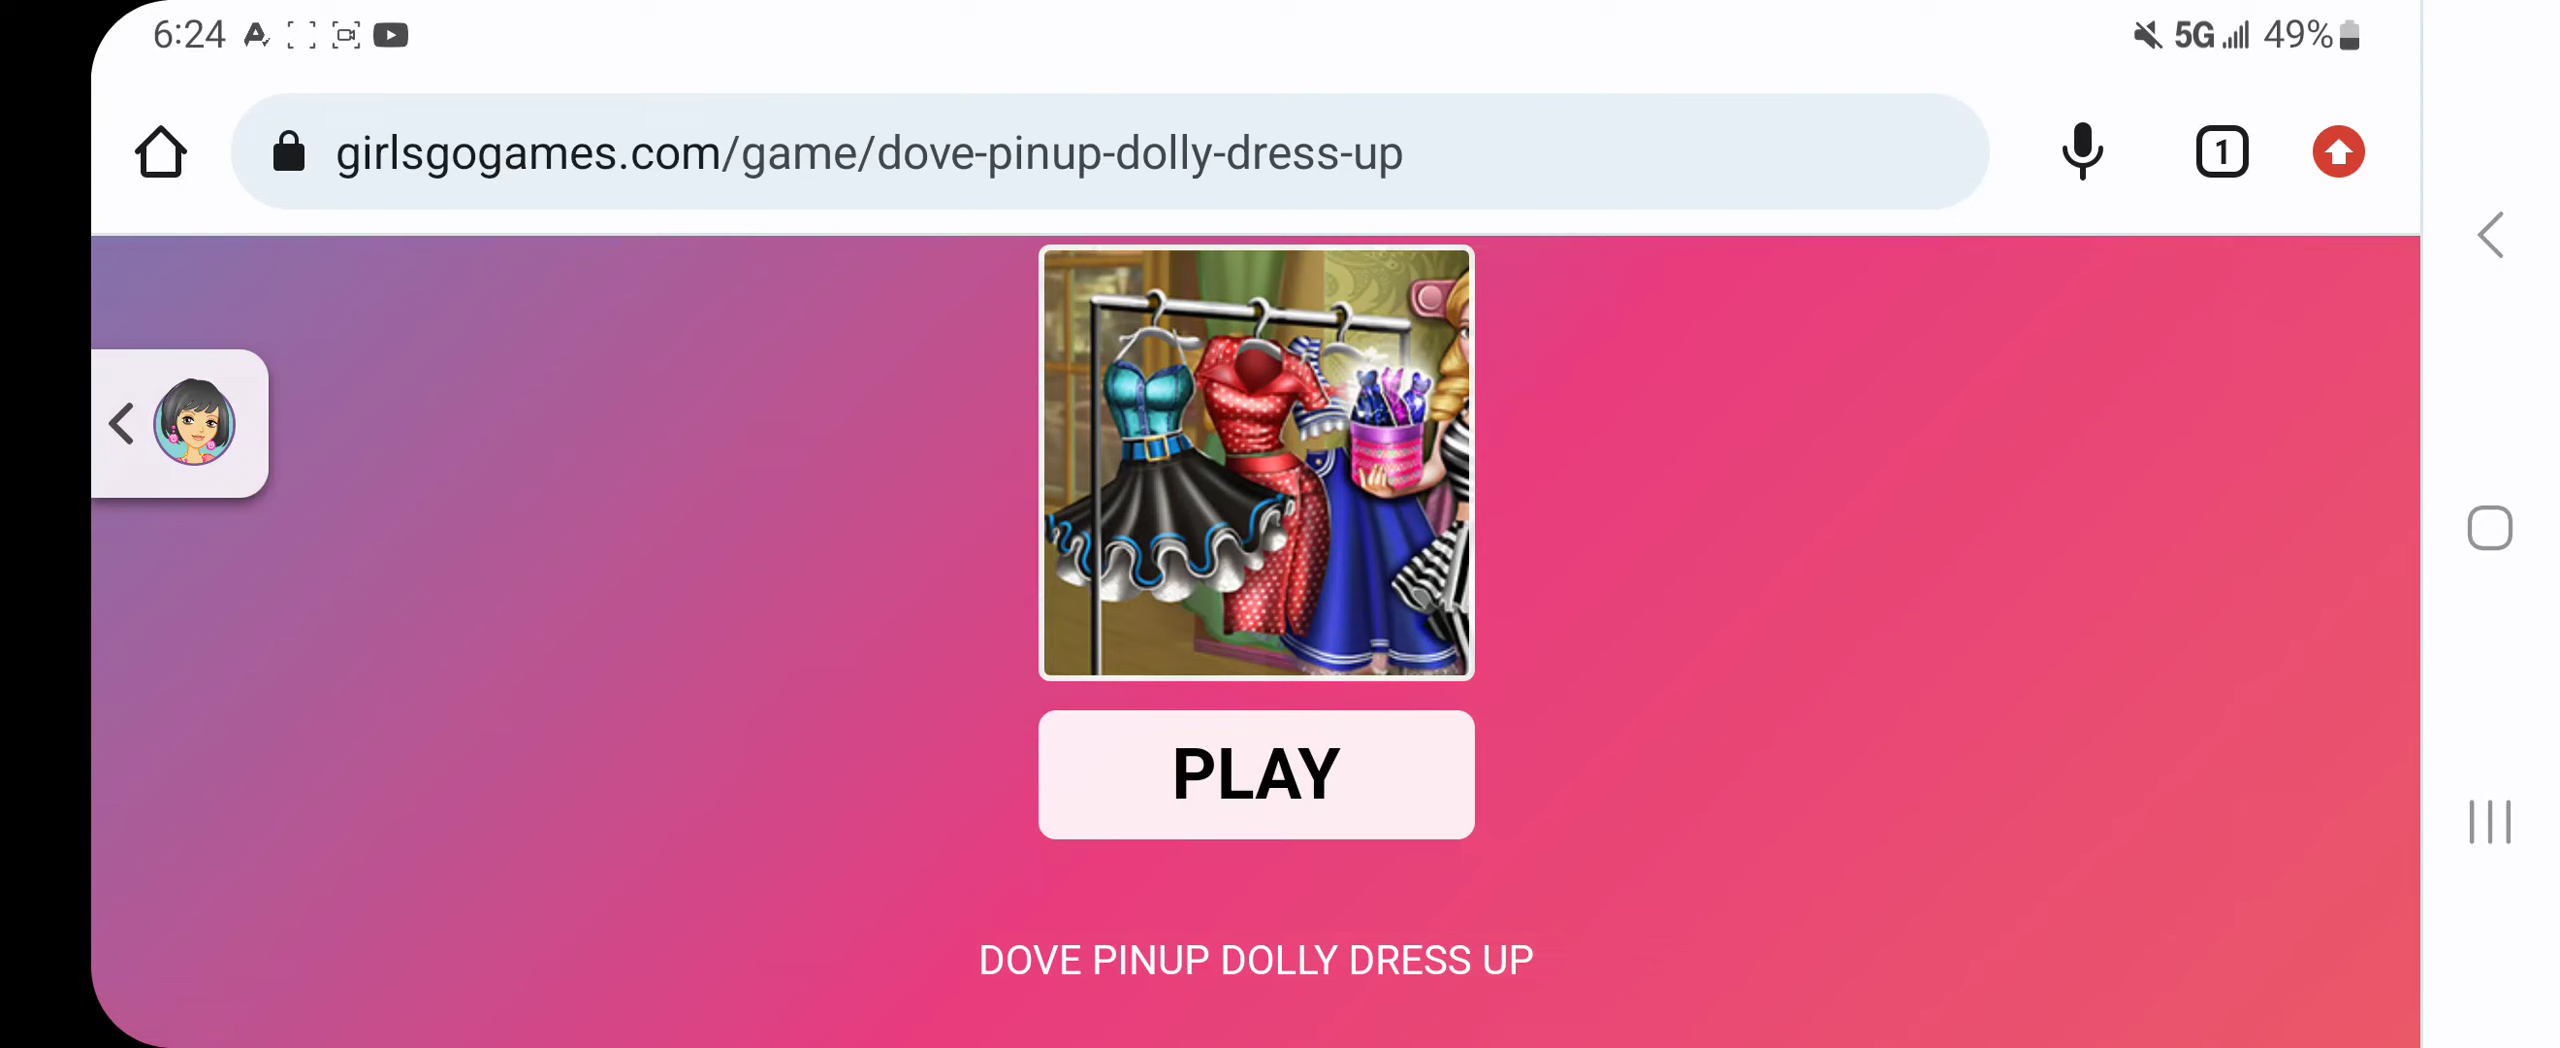 6:24
5G 49%
girlsgogames.com/game/dove-pinup-dolly-dress-up
1
PLAY
DOVE PINUP DOLLY DRESS UP